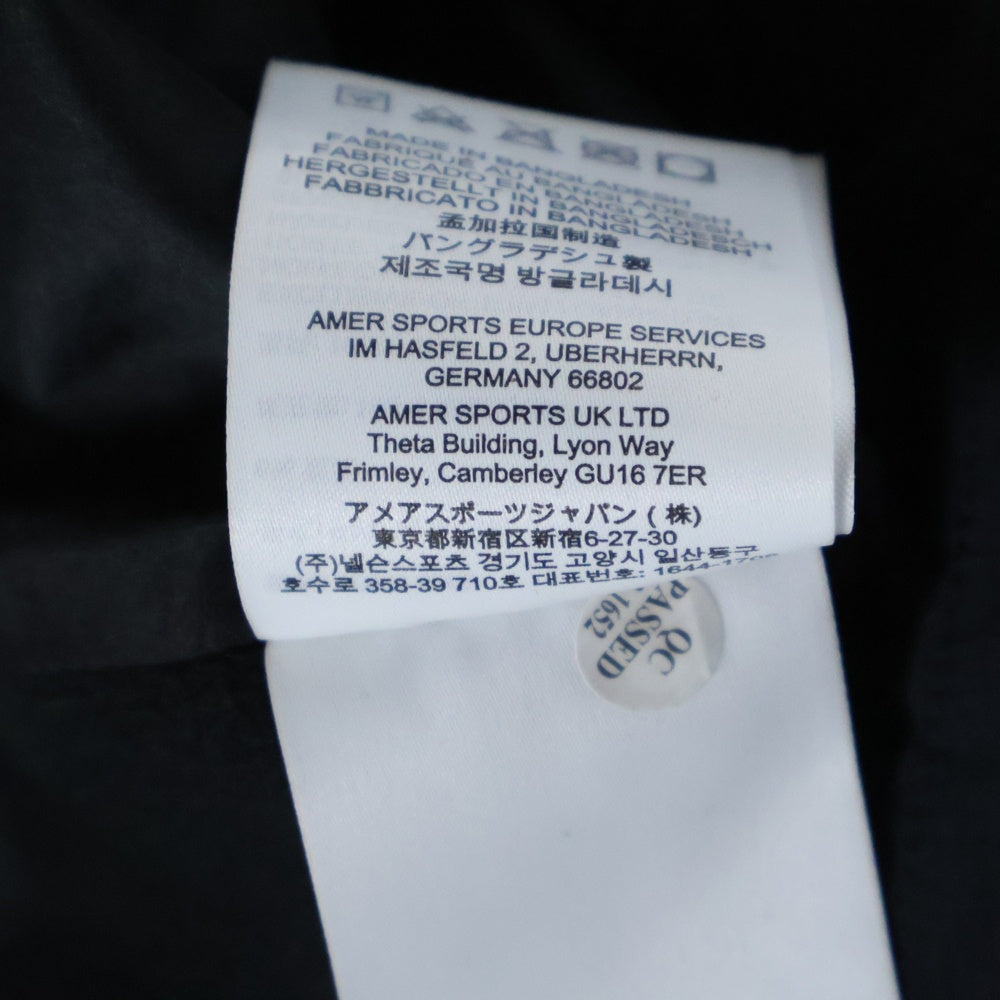 MADE IN BANGLADESH
FABRIQUÉ AU BANGLADESH
FABRICADO EN BANGLADESH
HERGESTELLT IN BANGLADESCH
FABBRICATO IN BANGLADESH
孟加拉国制造
バングラデシュ製
제조국명 방글라데시
AMER SPORTS EUROPE SERVICES
IM HASFELD 2, UBERHERRN,
GERMANY 66802
AMER SPORTS UK LTD
Theta Building, Lyon Way
Frimley, Camberley GU16 7ER
アメアスポーツジャパン (株)
東京都新宿区新宿6-27-30
(주)넬슨스포츠 경기도 고양시 일산동구
호수로 358-39 710호 대표번호:
QC
PASSED
1652